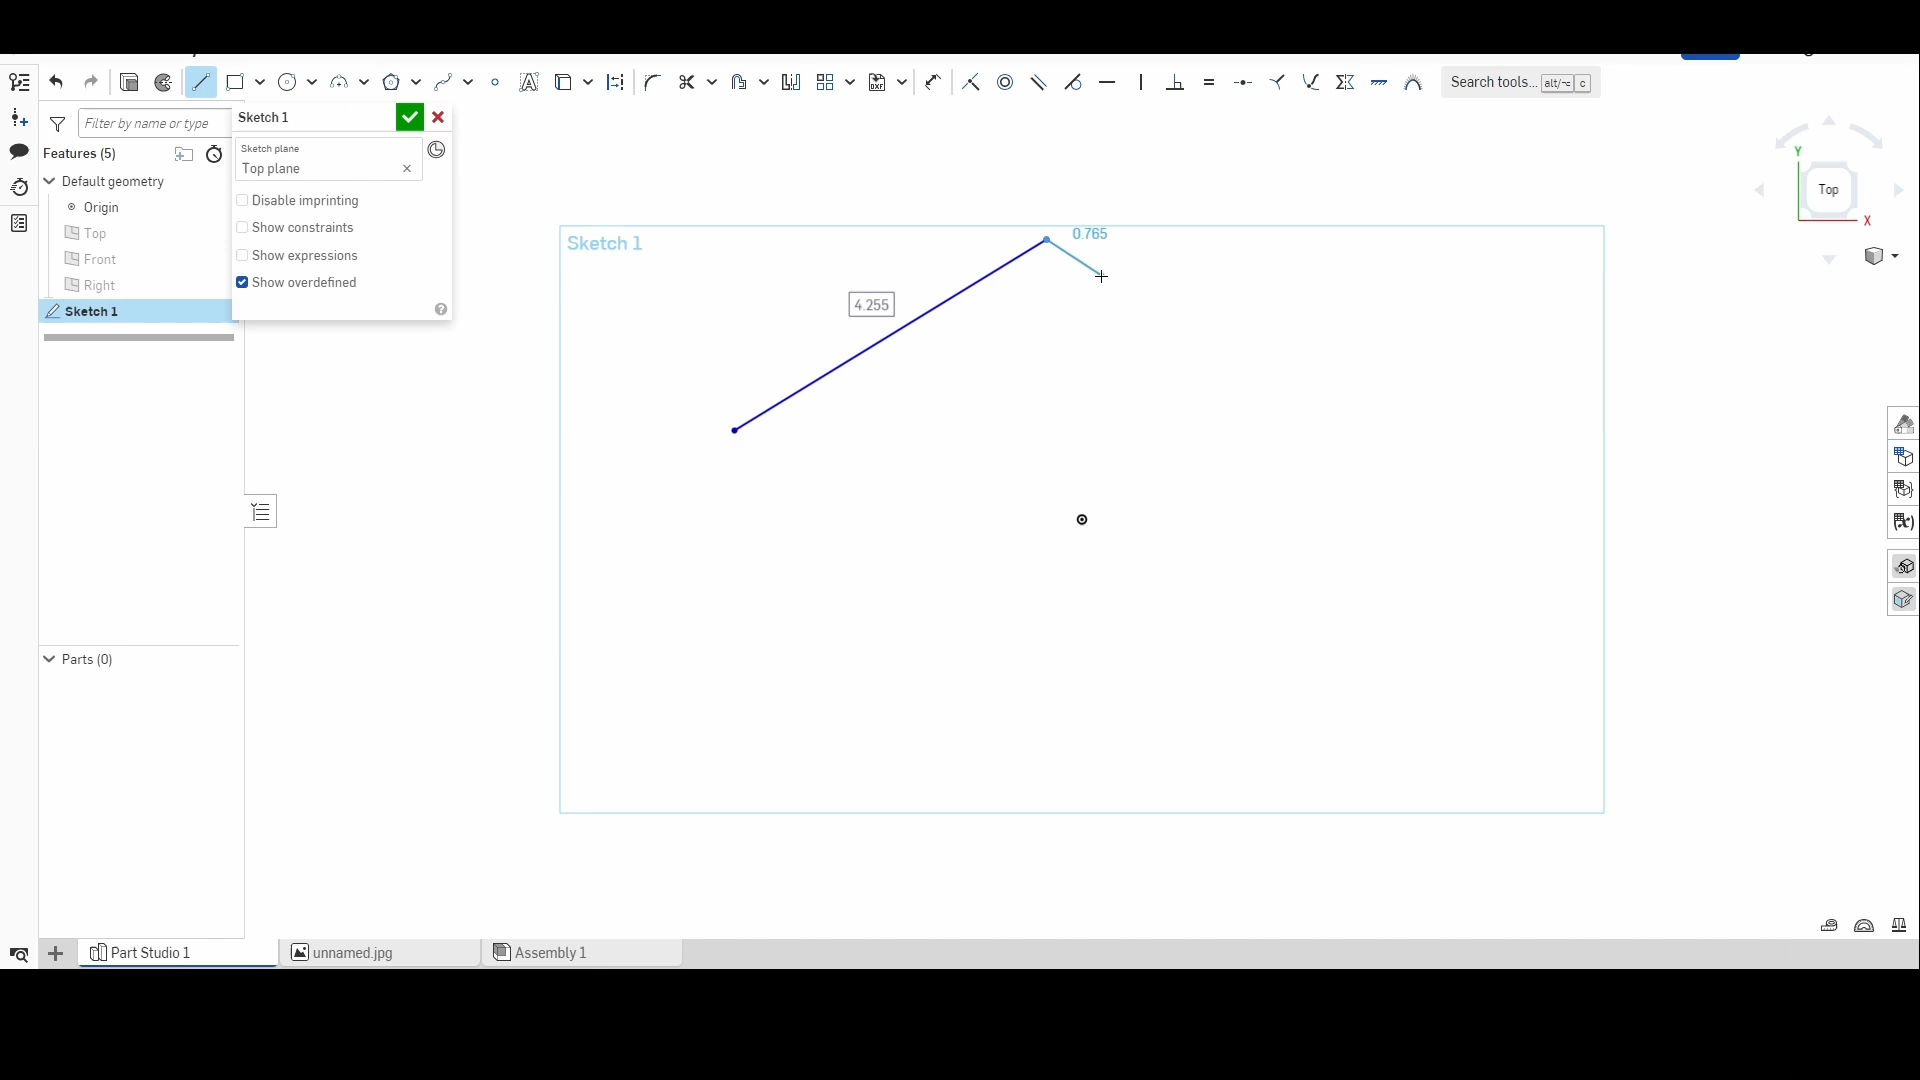 Search tools... alt/⌥ c
Filter by name or type
Sketch 1
Features (5)
Sketch plane
Top plane
Default geometry
Disable imprinting
Origin
Show constraints
Top
Show expressions
Front
Show overdefined
Right
Sketch 1
Sketch 1
0.765
4.255
Y
Top
X
Parts (0)
Part Studio 1
unnamed.jpg
Assembly 1